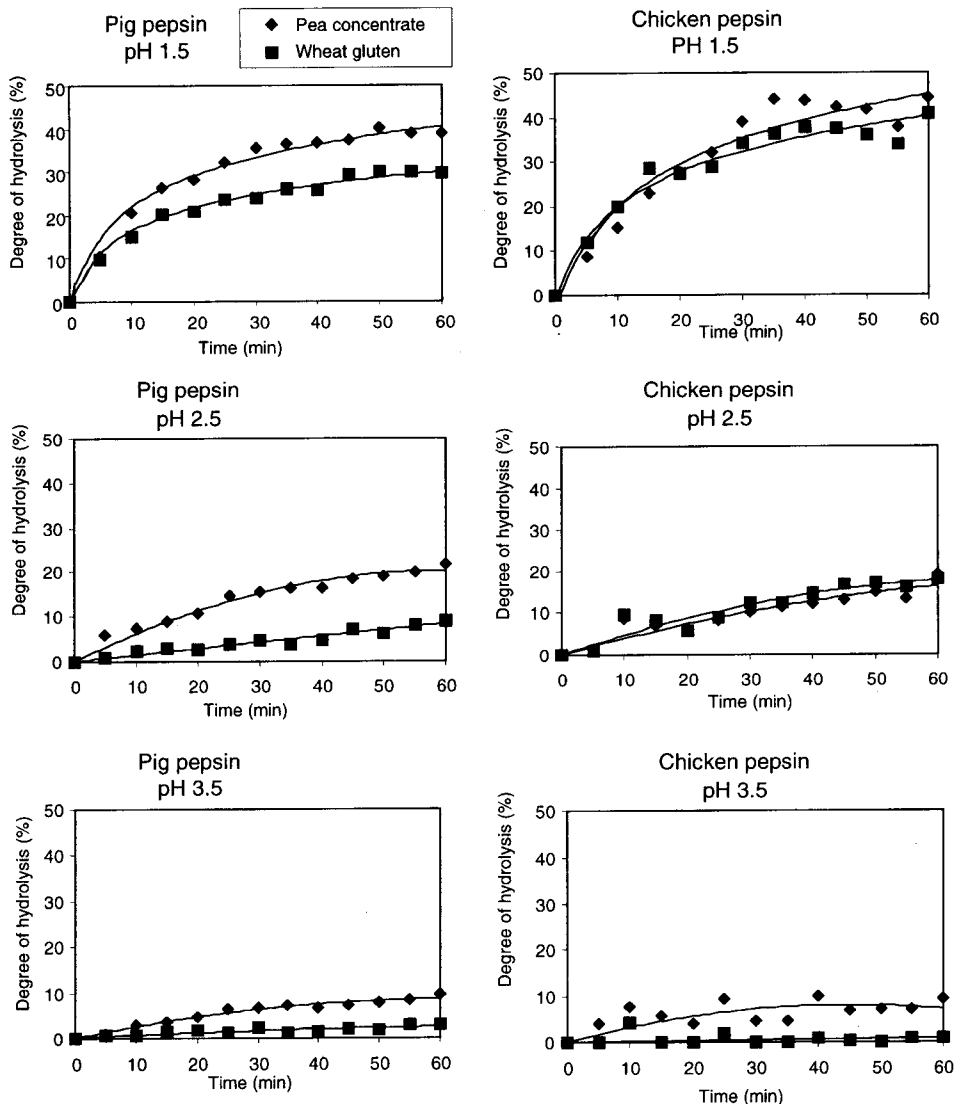 Pig pepsin
pH 1.5
Pea concentrate
Wheat gluten
Degree of hydrolysis (%)
50
40
30
20
10
0
0 10 20 30 40 50 60
Time (min)
Chicken pepsin
PH 1.5
Degree of hydrolysis (%)
50
40
30
20
10
0
0 10 20 30 40 50 60
Time (min)
Pig pepsin
pH 2.5
Degree of hydrolysis (%)
50
40
30
20
10
0
0 10 20 30 40 50 60
Time (min)
Chicken pepsin
pH 2.5
Degree of hydrolysis (%)
50
40
30
20
10
0
0 10 20 30 40 50 60
Time (min)
Pig pepsin
pH 3.5
Degree of hydrolysis (%)
50
40
30
20
10
0
0 10 20 30 40 50 60
Time (min)
Chicken pepsin
pH 3.5
Degree of hydrolysis (%)
50
40
30
20
10
0
0 10 20 30 40 50 60
Time (min)